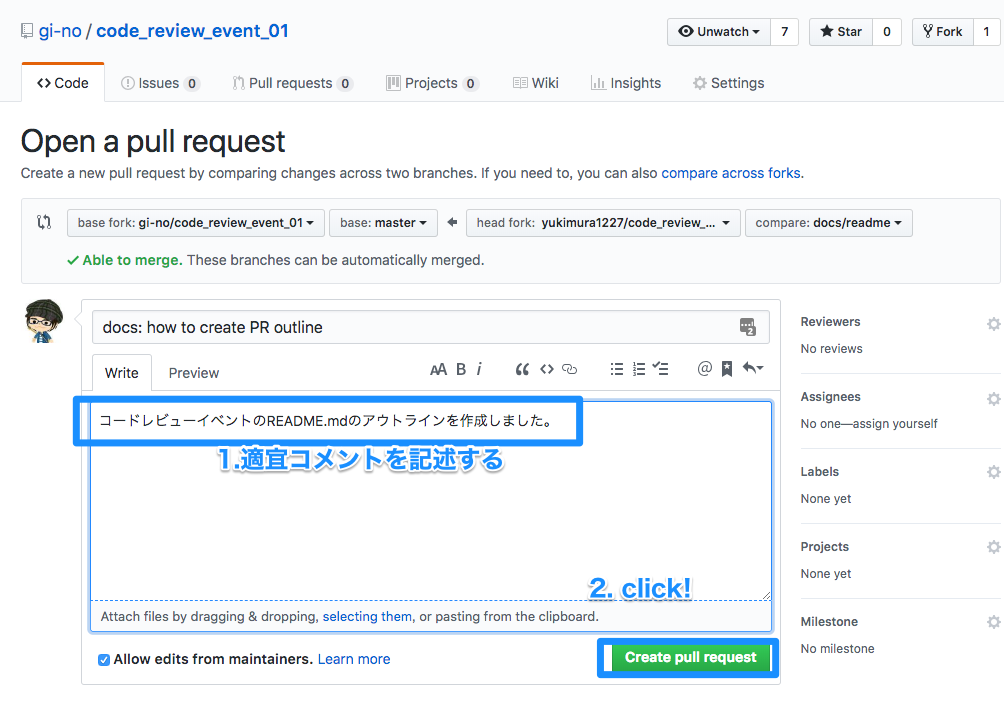 gi-no / code_review_event_01
Unwatch 7 Star 0 Fork 1
Code Issues 0 Pull requests 0 Projects 0 Wiki Insights Settings
Open a pull request
Create a new pull request by comparing changes across two branches. If you need to, you can also compare across forks.
base fork: gi-no/code_review_event_01 base: master head fork: yukimura1227/code_review_... compare: docs/readme
Able to merge. These branches can be automatically merged.
docs: how to create PR outline
Write Preview
AA B i
コードレビューイベントのREADME.mdのアウトラインを作成しました。
1.適宜コメントを記述する
2. click!
Attach files by dragging & dropping, selecting them, or pasting from the clipboard.
Allow edits from maintainers. Learn more
Create pull request
Reviewers
No reviews
Assignees
No one—assign yourself
Labels
None yet
Projects
None yet
Milestone
No milestone